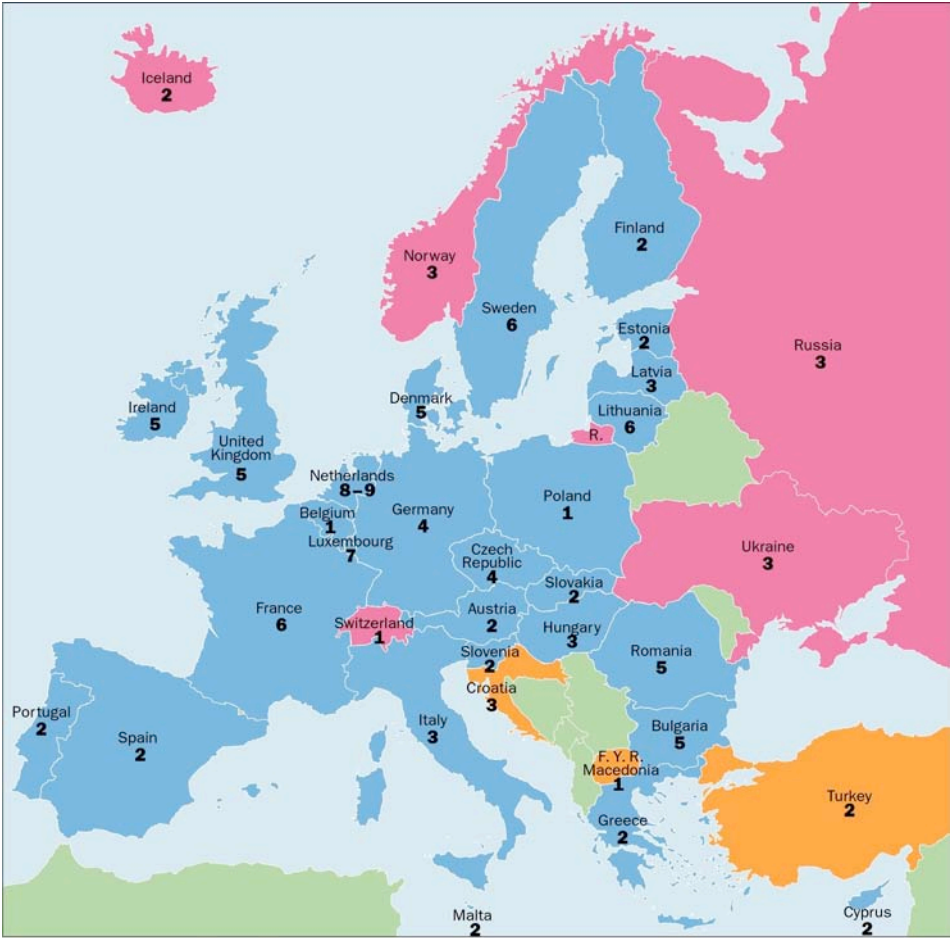 Iceland
2
Norway
3
Finland
2
Sweden
6
Estonia
2
Russia
3
Latvia
3
Denmark
5
Ireland
5
Lithuania
6
R.
United
Kingdom
5
Netherlands
8–9
Poland
1
Germany
4
Belgium
1
Luxembourg
7
Ukraine
3
Czech
Republic
4
Slovakia
2
France
6
Austria
2
Switzerland
1
Hungary
3
Slovenia
2
Romania
5
Croatia
3
Portugal
2
Italy
3
Bulgaria
5
Spain
2
F. Y. R.
Macedonia
1
Turkey
2
Greece
2
Malta
2
Cyprus
2